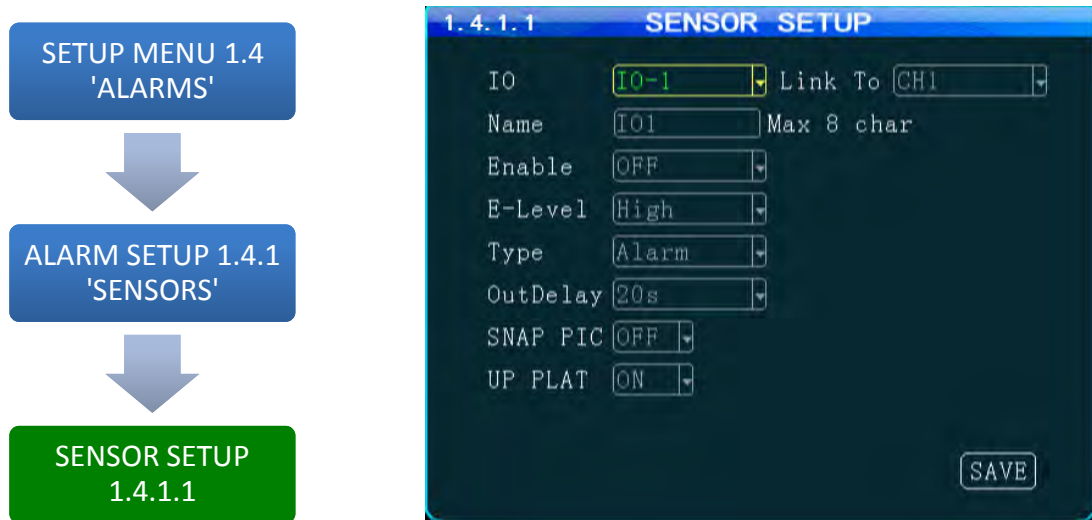 SETUP MENU 1.4
'ALARMS'
ALARM SETUP 1.4.1
'SENSORS'
SENSOR SETUP
1.4.1.1
1.4.1.1 SENSOR SETUP
IO IO-1 Link To CH1
Name IO1 Max 8 char
Enable OFF
E-Level High
Type Alarm
OutDelay 20s
SNAP PIC OFF
UP PLAT ON
SAVE